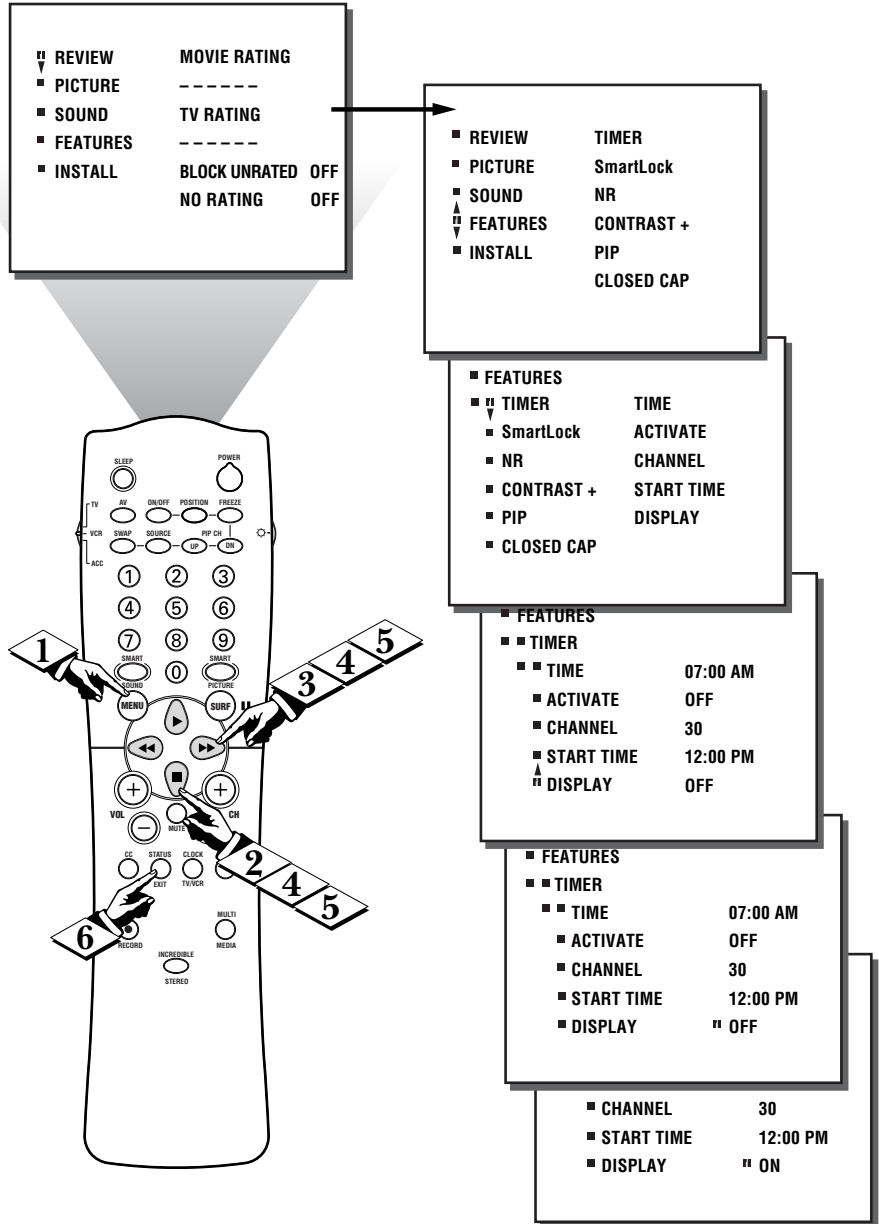 REVIEW MOVIE RATING
PICTURE – – – – – –
SOUND TV RATING
FEATURES – – – – – –
INSTALL BLOCK UNRATED OFF
NO RATING OFF
REVIEW TIMER
PICTURE SmartLock
SOUND NR
FEATURES CONTRAST +
INSTALL PIP
CLOSED CAP
FEATURES
TIMER TIME
SmartLock ACTIVATE
NR CHANNEL
CONTRAST + START TIME
PIP DISPLAY
CLOSED CAP
FEATURES
TIMER
TIME 07:00 AM
ACTIVATE OFF
CHANNEL 30
START TIME 12:00 PM
DISPLAY OFF
FEATURES
TIMER
TIME 07:00 AM
ACTIVATE OFF
CHANNEL 30
START TIME 12:00 PM
DISPLAY OFF
CHANNEL 30
START TIME 12:00 PM
DISPLAY ON
SLEEP POWER
TV AV ON/OFF POSITION FREEZE
VCR SWAP SOURCE PIP CH
UP DN
ACC
1 2 3
4 5 6
7 8 9
SMART 0 SMART
SOUND PICTURE
MENU SURF
1
3 4 5
VOL CH
MUTE
2 4 5
CC STATUS CLOCK
EXIT TV/VCR
6
RECORD
MULTI
MEDIA
INCREDIBLE
STEREO